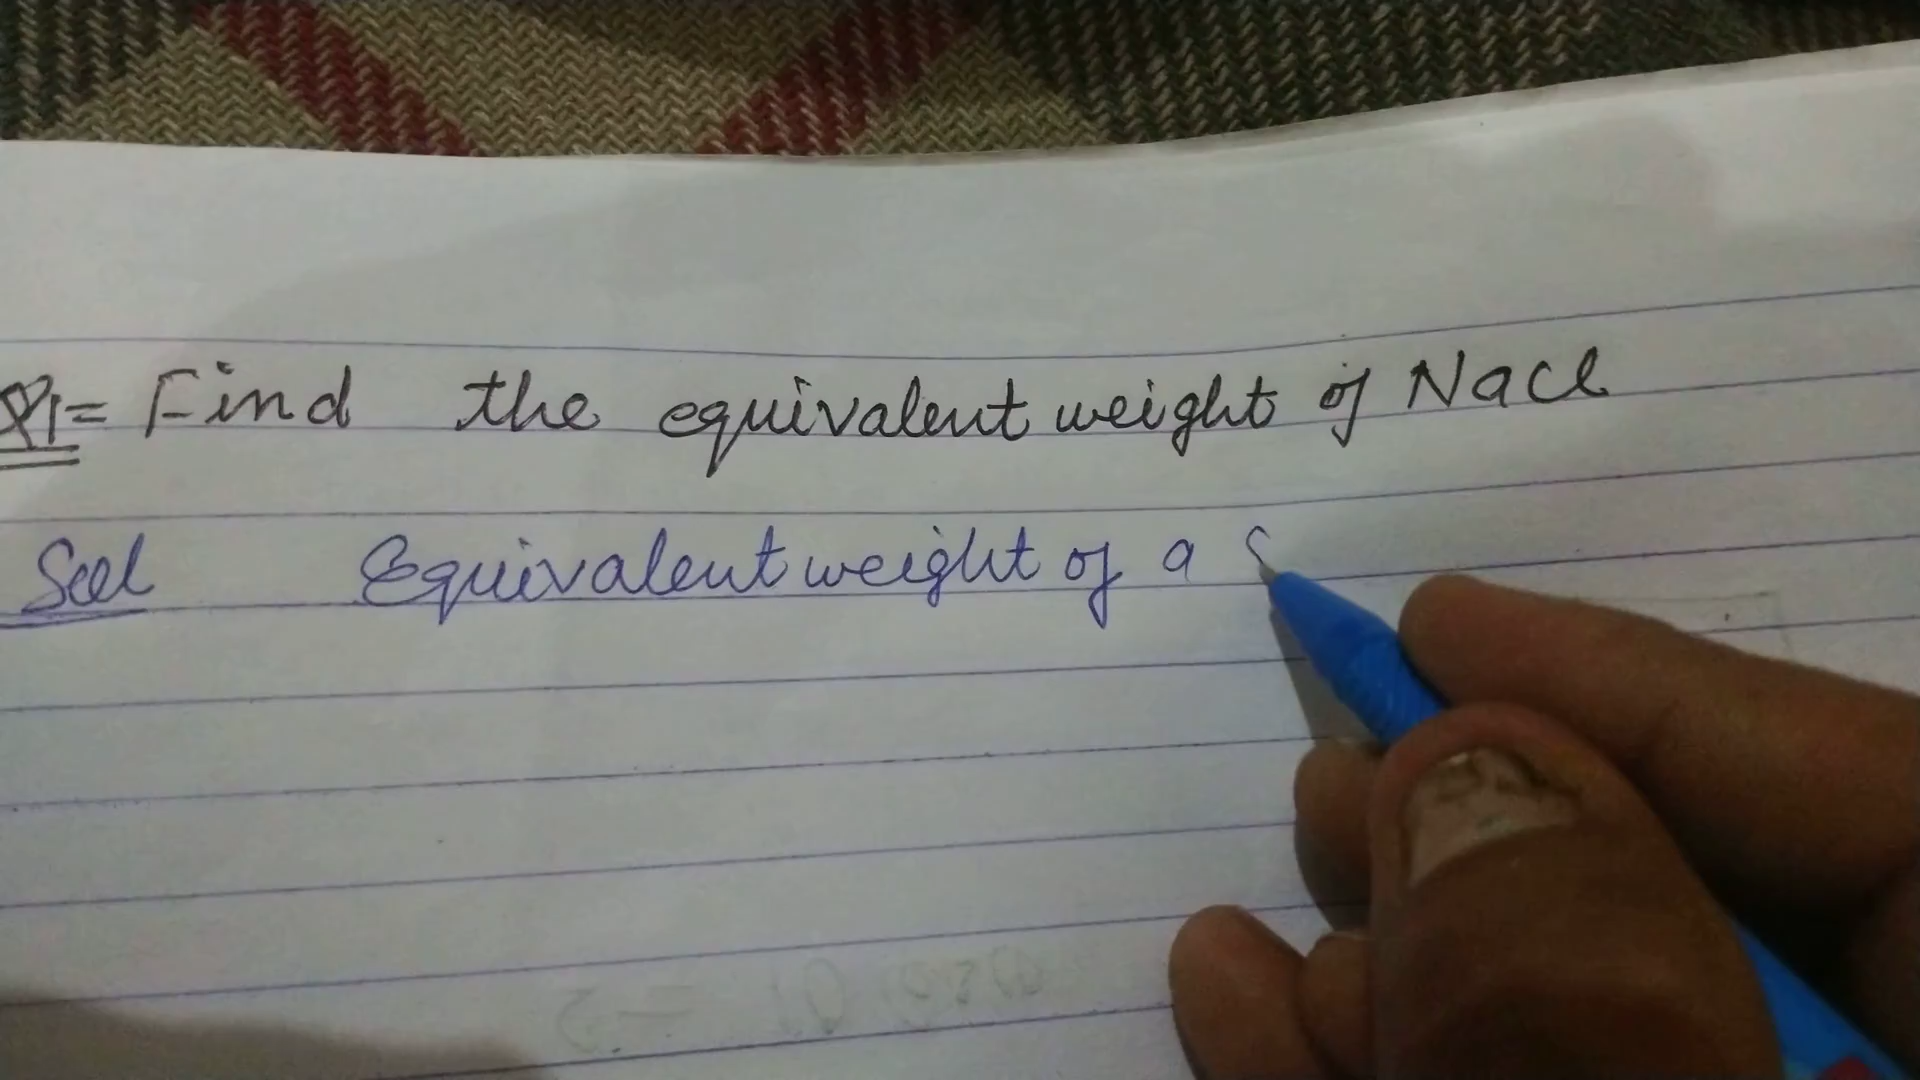 Q1= Find the equivalent weight of NaCl
Sol Equivalent weight of a S